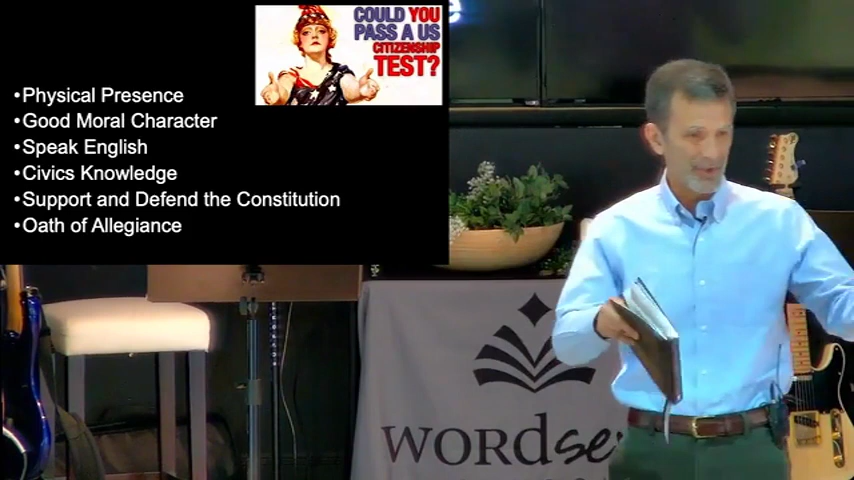 COULD YOU
PASS A US
CITIZENSHIP
TEST?
•Physical Presence
•Good Moral Character
•Speak English
•Civics Knowledge
•Support and Defend the Constitution
•Oath of Allegiance